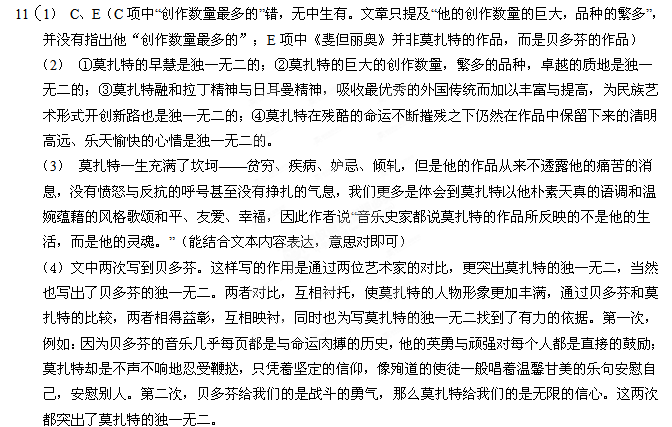 11（1） C、E（C 项中“创作数量最多的”错，无中生有。文章只提及“他的创作数量的巨大，品种的繁多”，
并没有指出他“创作数量最多的”；E 项中《斐但丽奥》并非莫扎特的作品，而是贝多芬的作品）
（2） ①莫扎特的早慧是独一无二的；②莫扎特的巨大的创作数量，繁多的品种，卓越的质地是独一
无二的；③莫扎特融和拉丁精神与日耳曼精神，吸收最优秀的外国传统而加以丰富与提高，为民族艺
术形式开创新路也是独一无二的；④莫扎特在残酷的命运不断摧残之下仍然在作品中保留下来的清明
高远、乐天愉快的心情是独一无二的。
（3） 莫扎特一生充满了坎坷——贫穷、疾病、妒忌、倾轧，但是他的作品从来不透露他的痛苦的消
息，没有愤怒与反抗的呼号甚至没有挣扎的气息，我们更多是体会到莫扎特以他朴素天真的语调和温
婉蕴藉的风格歌颂和平、友爱、幸福，因此作者说“音乐史家都说莫扎特的作品所反映的不是他的生
活，而是他的灵魂。”（能结合文本内容表达，意思对即可）
（4）文中两次写到贝多芬。这样写的作用是通过两位艺术家的对比，更突出莫扎特的独一无二，当然
也写出了贝多芬的独一无二。两者对比，互相衬托，使莫扎特的人物形象更加丰满，通过贝多芬和莫
扎特的比较，两者相得益彰，互相映衬，同时也为写莫扎特的独一无二找到了有力的依据。第一次，
例如：因为贝多芬的音乐几乎每页都是与命运肉搏的历史，他的英勇与顽强对每个人都是直接的鼓励；
莫扎特却是不声不响地忍受鞭挞，只凭着坚定的信仰，像殉道的使徒一般唱着温馨甘美的乐句安慰自
己，安慰别人。第二次，贝多芬给我们的是战斗的勇气，那么莫扎特给我们的是无限的信心。这两次
都突出了莫扎特的独一无二。